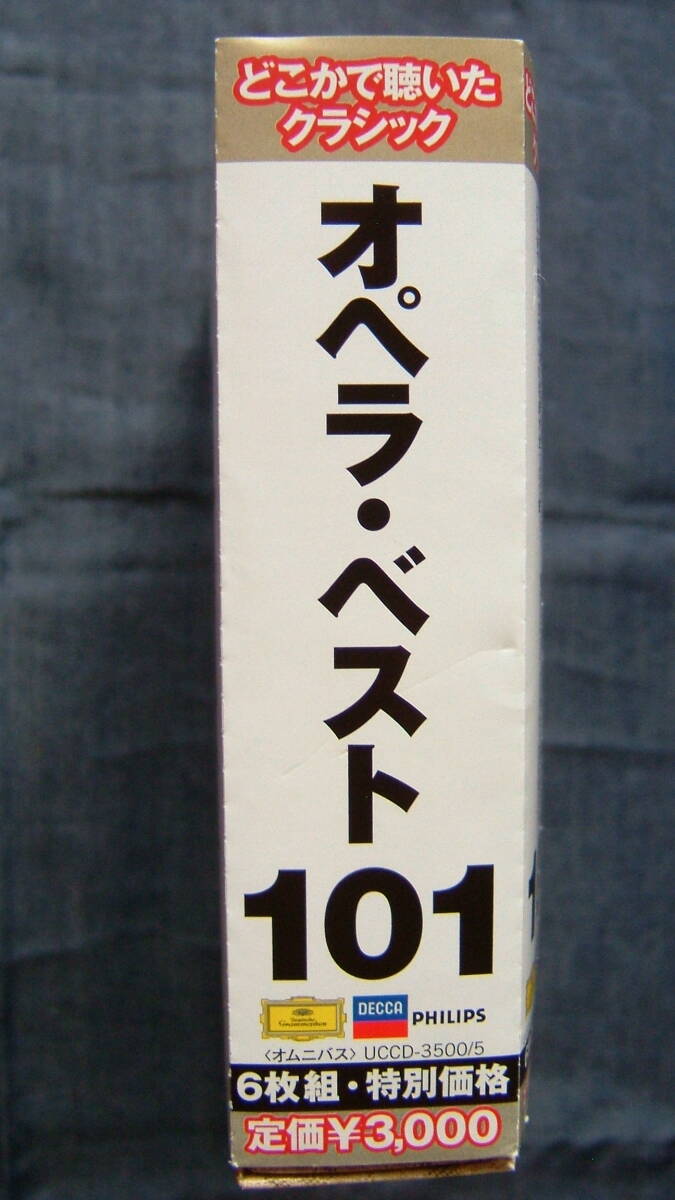 どこかで聴いた
クラシック
オペラ・ベスト
101
Deutsche
Grammophon
DECCA
PHILIPS
〈オムニバス〉 UCCD-3500/5
6枚組・特別価格
定価¥3,000